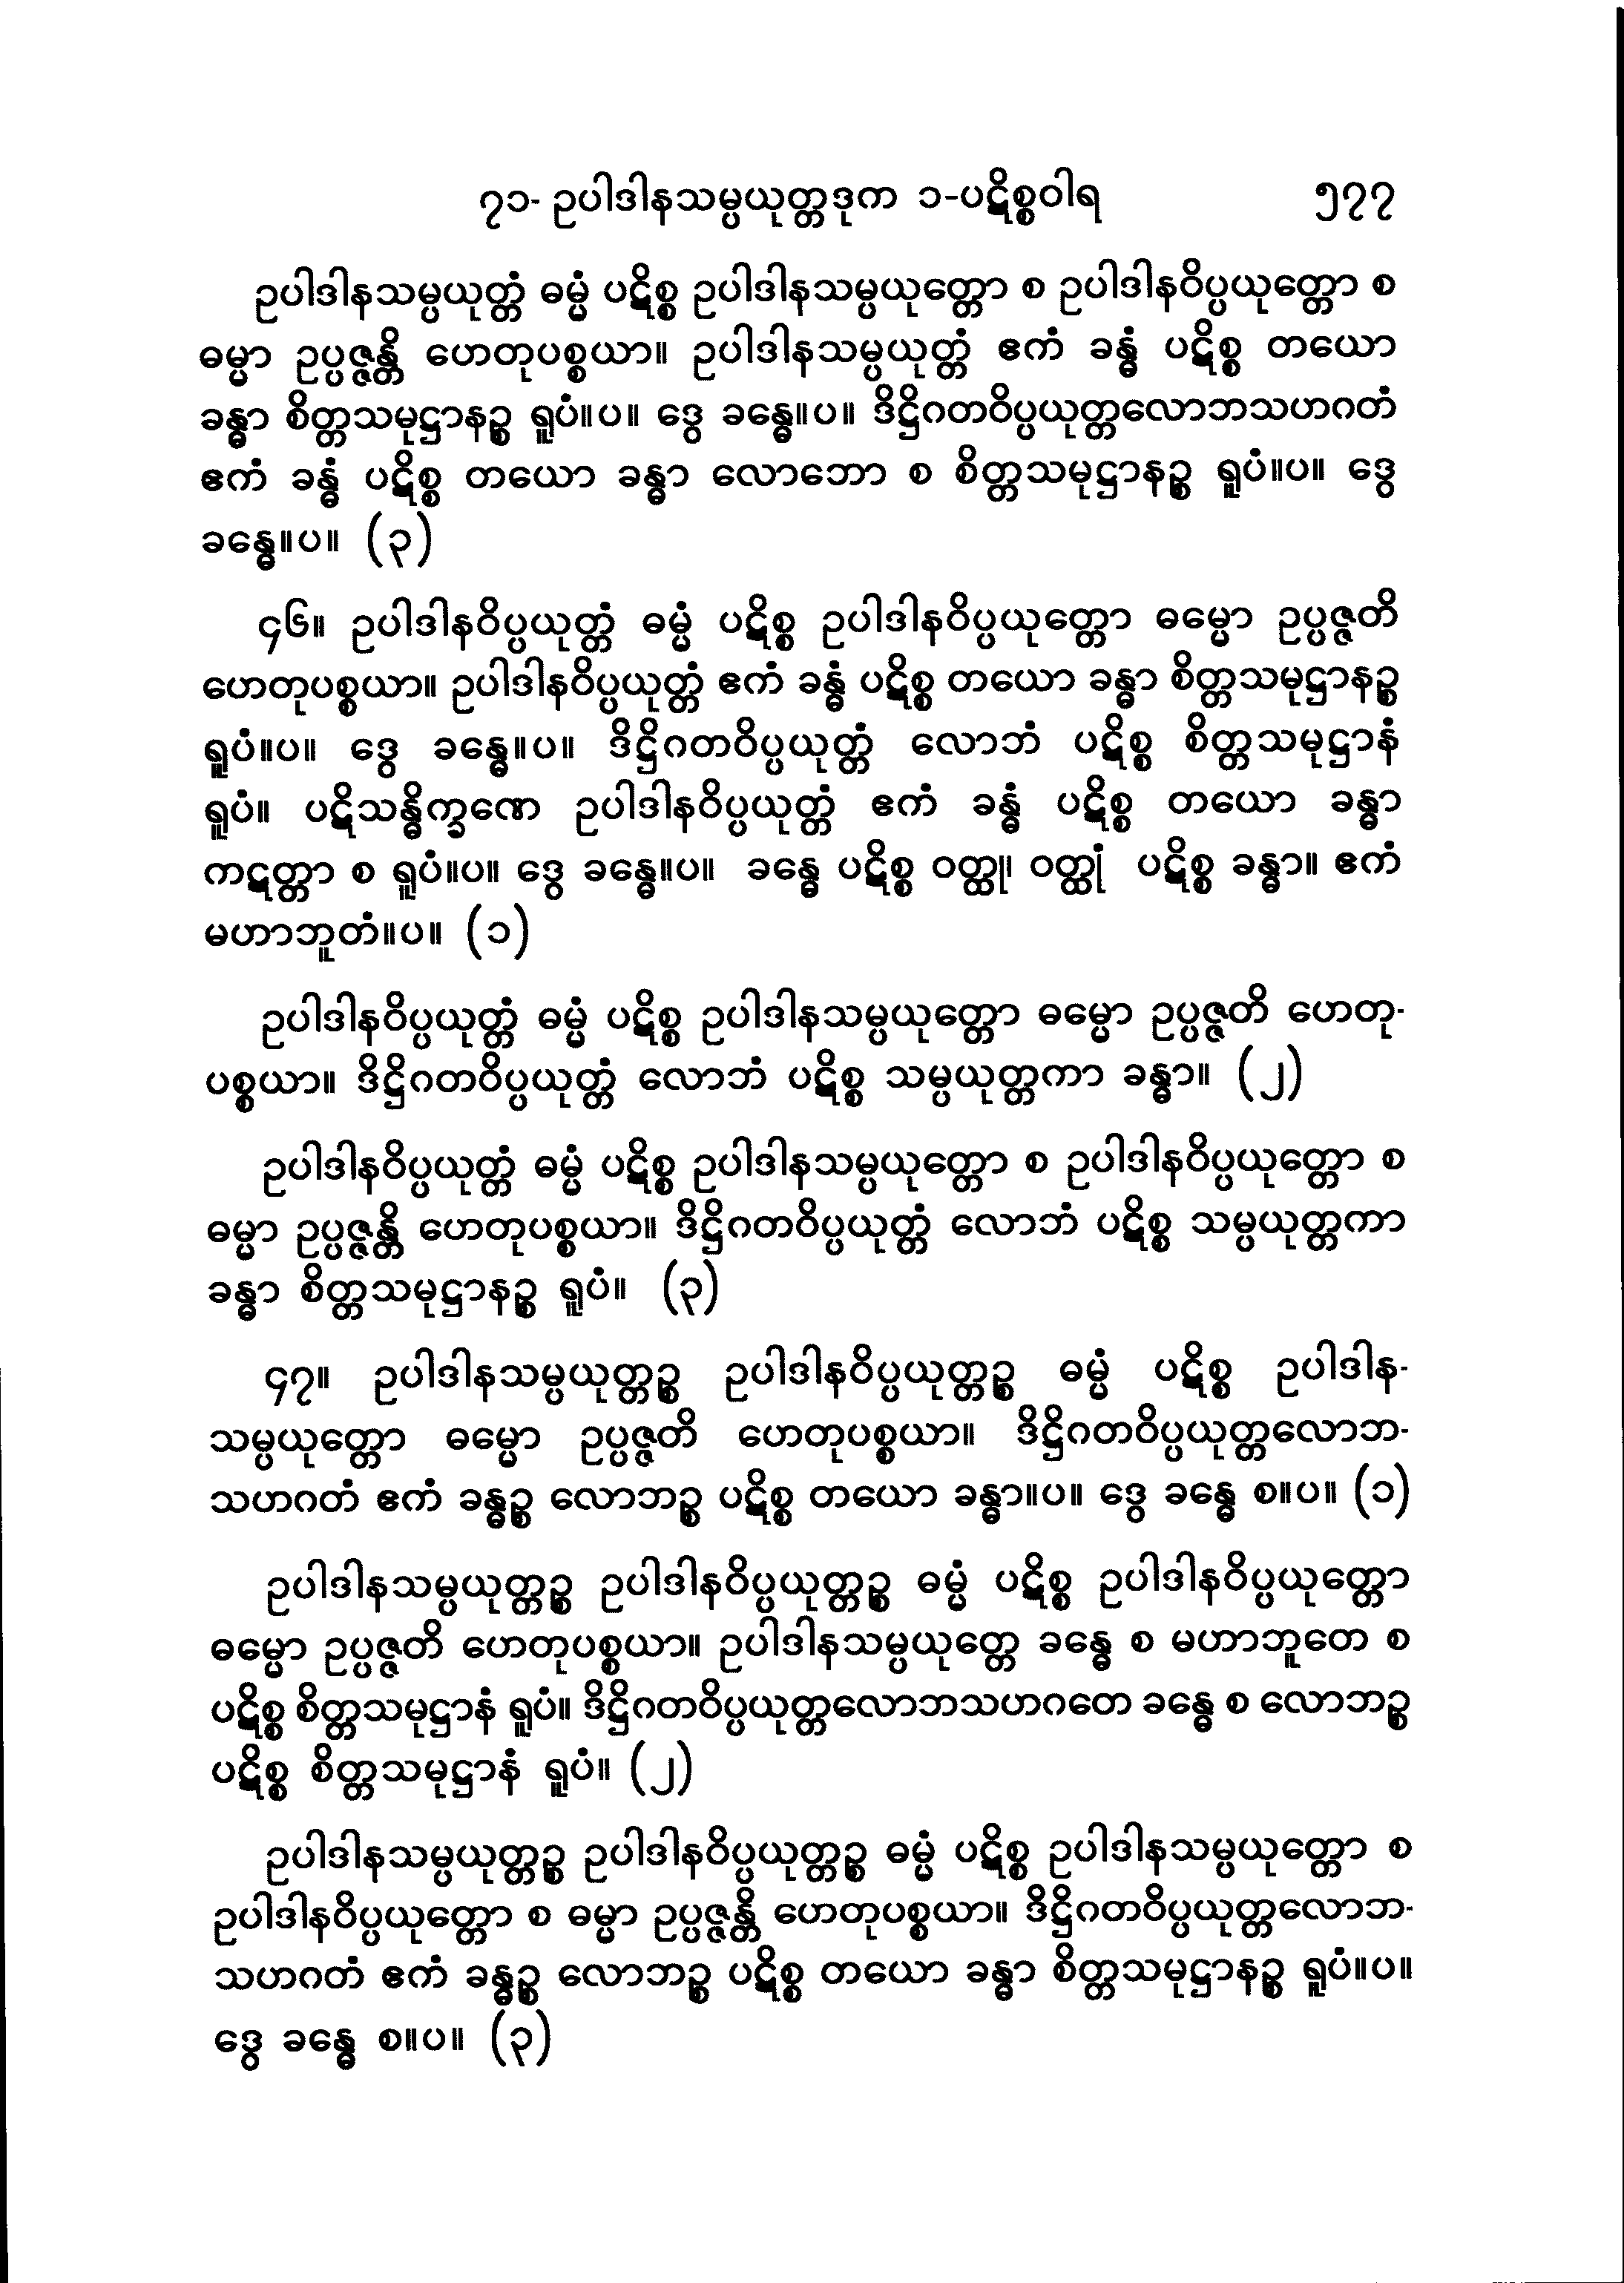 ၇၁- ဥပါဒါနသမ္ပယုတ္တဒုက ၁-ပဋိစ္စဝါရ ၅၇၇
ဥပါဒါနသမ္ပယုတ္တံ ဓမ္မံ ပဋိစ္စ ဥပါဒါနသမ္ပယုတ္တော စ ဥပါဒါနဝိပ္ပယုတ္တော စ
ဓမ္မာ ဥပ္ပဇ္ဇန္တိ ဟေတုပစ္စယာ။ ဥပါဒါနသမ္ပယုတ္တံ ဧကံ ခန္ဓံ ပဋိစ္စ တယော
ခန္ဓာ စိတ္တသမုဋ္ဌာနဉ္စ ရူပံ။ပ။ ဒွေ ခန္ဓေ။ပ။ ဒိဋ္ဌိဂတဝိပ္ပယုတ္တလောဘသဟဂတံ
ဧကံ ခန္ဓံ ပဋိစ္စ တယော ခန္ဓာ လောဘော စ စိတ္တသမုဋ္ဌာနဉ္စ ရူပံ။ပ။ ဒွေ
ခန္ဓေ။ပ။ (၃)
၄၆။ ဥပါဒါနဝိပ္ပယုတ္တံ ဓမ္မံ ပဋိစ္စ ဥပါဒါနဝိပ္ပယုတ္တော ဓမ္မော ဥပ္ပဇ္ဇတိ
ဟေတုပစ္စယာ။ ဥပါဒါနဝိပ္ပယုတ္တံ ဧကံ ခန္ဓံ ပဋိစ္စ တယော ခန္ဓာ စိတ္တသမုဋ္ဌာနဉ္စ
ရူပံ။ပ။ ဒွေ ခန္ဓေ။ပ။ ဒိဋ္ဌိဂတဝိပ္ပယုတ္တံ လောဘံ ပဋိစ္စ စိတ္တသမုဋ္ဌာနံ
ရူပံ။ ပဋိသန္ဓိက္ခဏေ ဥပါဒါနဝိပ္ပယုတ္တံ ဧကံ ခန္ဓံ ပဋိစ္စ တယော ခန္ဓာ
ကဋတ္တာ စ ရူပံ။ပ။ ဒွေ ခန္ဓေ။ပ။ ခန္ဓေ ပဋိစ္စ ဝတ္ထု၊ ဝတ္ထုံ ပဋိစ္စ ခန္ဓာ။ ဧကံ
မဟာဘူတံ။ပ။ (၁)
ဥပါဒါနဝိပ္ပယုတ္တံ ဓမ္မံ ပဋိစ္စ ဥပါဒါနသမ္ပယုတ္တော ဓမ္မော ဥပ္ပဇ္ဇတိ ဟေတု-
ပစ္စယာ။ ဒိဋ္ဌိဂတဝိပ္ပယုတ္တံ လောဘံ ပဋိစ္စ သမ္ပယုတ္တကာ ခန္ဓာ။ (၂)
ဥပါဒါနဝိပ္ပယုတ္တံ ဓမ္မံ ပဋိစ္စ ဥပါဒါနသမ္ပယုတ္တော စ ဥပါဒါနဝိပ္ပယုတ္တော စ
ဓမ္မာ ဥပ္ပဇ္ဇန္တိ ဟေတုပစ္စယာ။ ဒိဋ္ဌိဂတဝိပ္ပယုတ္တံ လောဘံ ပဋိစ္စ သမ္ပယုတ္တကာ
ခန္ဓာ စိတ္တသမုဋ္ဌာနဉ္စ ရူပံ။ (၃)
၄၇။ ဥပါဒါနသမ္ပယုတ္တဉ္စ ဥပါဒါနဝိပ္ပယုတ္တဉ္စ ဓမ္မံ ပဋိစ္စ ဥပါဒါန-
သမ္ပယုတ္တော ဓမ္မော ဥပ္ပဇ္ဇတိ ဟေတုပစ္စယာ။ ဒိဋ္ဌိဂတဝိပ္ပယုတ္တလောဘ-
သဟဂတံ ဧကံ ခန္ဓဉ္စ လောဘဉ္စ ပဋိစ္စ တယော ခန္ဓာ။ပ။ ဒွေ ခန္ဓေ စ။ပ။ (၁)
ဥပါဒါနသမ္ပယုတ္တဉ္စ ဥပါဒါနဝိပ္ပယုတ္တဉ္စ ဓမ္မံ ပဋိစ္စ ဥပါဒါနဝိပ္ပယုတ္တော
ဓမ္မော ဥပ္ပဇ္ဇတိ ဟေတုပစ္စယာ။ ဥပါဒါနသမ္ပယုတ္တေ ခန္ဓေ စ မဟာဘူတေ စ
ပဋိစ္စ စိတ္တသမုဋ္ဌာနံ ရူပံ။ ဒိဋ္ဌိဂတဝိပ္ပယုတ္တလောဘသဟဂတေ ခန္ဓေ စ လောဘဉ္စ
ပဋိစ္စ စိတ္တသမုဋ္ဌာနံ ရူပံ။ (၂)
ဥပါဒါနသမ္ပယုတ္တဉ္စ ဥပါဒါနဝိပ္ပယုတ္တဉ္စ ဓမ္မံ ပဋိစ္စ ဥပါဒါနသမ္ပယုတ္တော စ
ဥပါဒါနဝိပ္ပယုတ္တော စ ဓမ္မာ ဥပ္ပဇ္ဇန္တိ ဟေတုပစ္စယာ။ ဒိဋ္ဌိဂတဝိပ္ပယုတ္တလောဘ-
သဟဂတံ ဧကံ ခန္ဓဉ္စ လောဘဉ္စ ပဋိစ္စ တယော ခန္ဓာ စိတ္တသမုဋ္ဌာနဉ္စ ရူပံ။ပ။
ဒွေ ခန္ဓေ စ။ပ။ (၃)